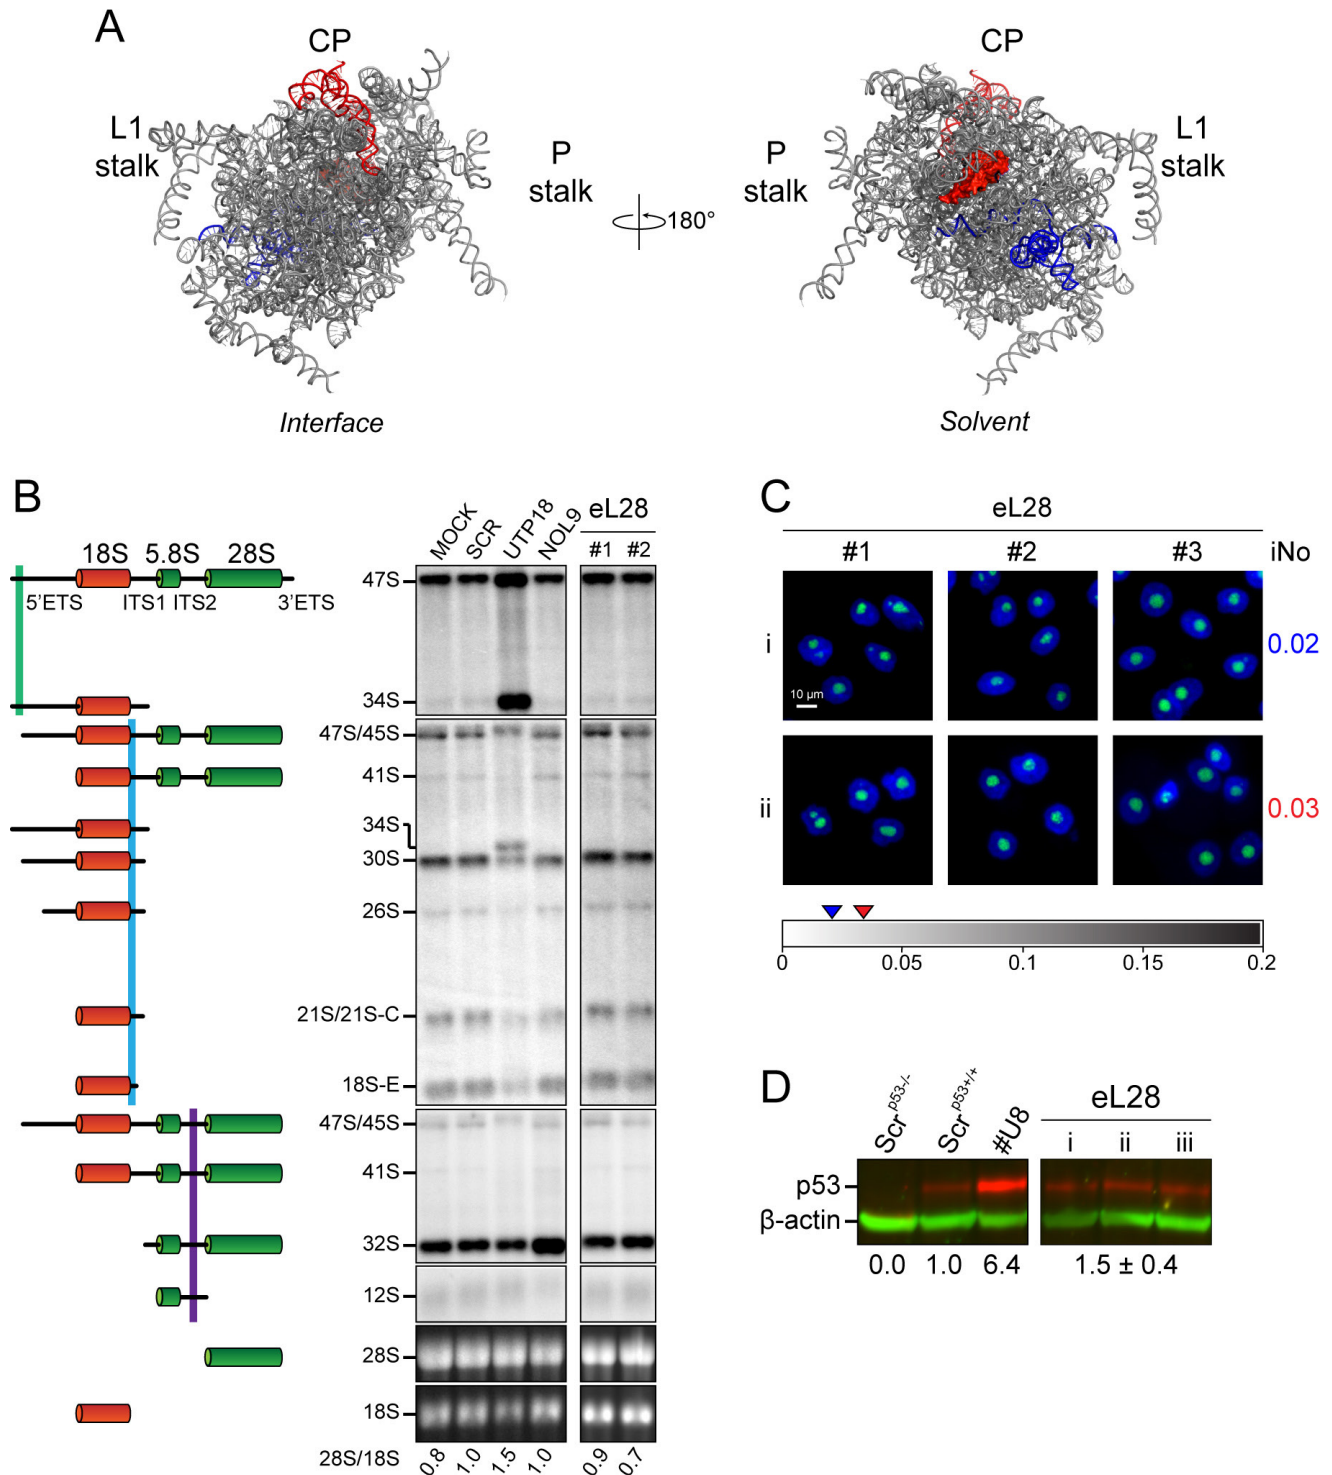 A
CP
L1
stalk
P
stalk
180°
CP
P
stalk
L1
stalk
Interface
Solvent
B
18S 5.8S 28S
5'ETS ITS1 ITS2 3'ETS
MOCK SCR UTP18 NOL9
eL28
#1 #2
47S
34S
47S/45S
41S
34S
30S
26S
21S/21S-C
18S-E
47S/45S
41S
32S
12S
28S
18S
28S/18S 0.8 1.0 1.5 1.0 0.9 0.7
C
eL28
#1 #2 #3 iNo
i 0.02
10 µm
ii 0.03
0 0.05 0.1 0.15 0.2
D
Scr p53-/- Scr p53+/+ #U8
eL28
i ii iii
p53
β-actin
0.0 1.0 6.4 1.5 ± 0.4